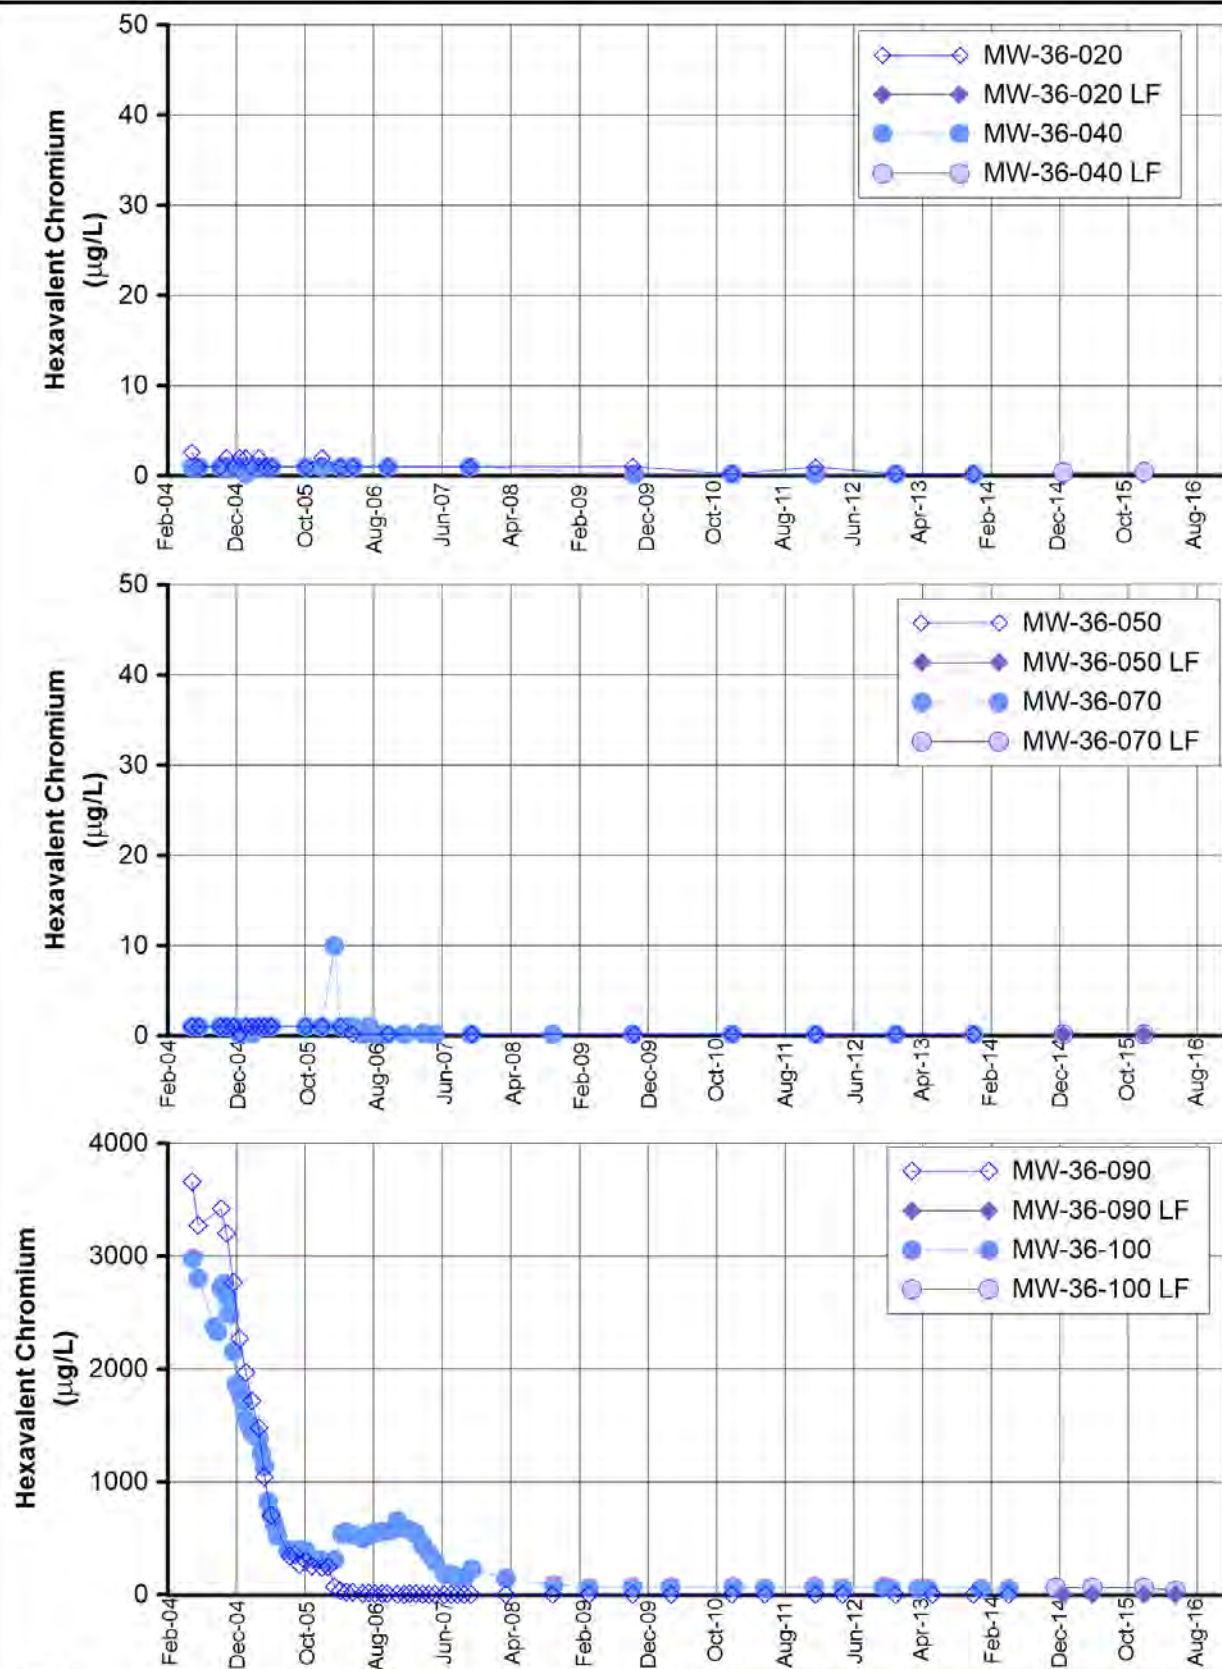 50
40
30
20
10
0
Hexavalent Chromium
(µg/L)
MW-36-020
MW-36-020 LF
MW-36-040
MW-36-040 LF
Feb-04
Dec-04
Oct-05
Aug-06
Jun-07
Apr-08
Feb-09
Dec-09
Oct-10
Aug-11
Jun-12
Apr-13
Feb-14
Dec-14
Oct-15
Aug-16
50
40
30
20
10
0
Hexavalent Chromium
(µg/L)
MW-36-050
MW-36-050 LF
MW-36-070
MW-36-070 LF
Feb-04
Dec-04
Oct-05
Aug-06
Jun-07
Apr-08
Feb-09
Dec-09
Oct-10
Aug-11
Jun-12
Apr-13
Feb-14
Dec-14
Oct-15
Aug-16
4000
3000
2000
1000
0
Hexavalent Chromium
(µg/L)
MW-36-090
MW-36-090 LF
MW-36-100
MW-36-100 LF
Feb-04
Dec-04
Oct-05
Aug-06
Jun-07
Apr-08
Feb-09
Dec-09
Oct-10
Aug-11
Jun-12
Apr-13
Feb-14
Dec-14
Oct-15
Aug-16